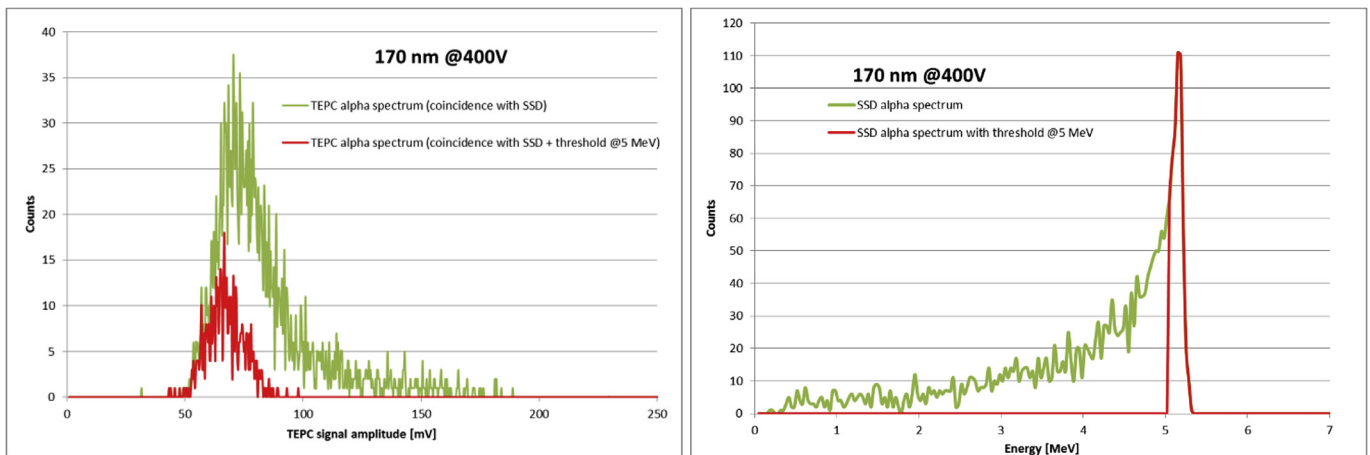 170 nm @400V
TEPC alpha spectrum (coincidence with SSD)
TEPC alpha spectrum (coincidence with SSD + threshold @5 MeV)
Counts
40
35
30
25
20
15
10
5
0
0 50 100 150 200 250
TEPC signal amplitude [mV]
170 nm @400V
SSD alpha spectrum
SSD alpha spectrum with threshold @5 MeV
Counts
120
110
100
90
80
70
60
50
40
30
20
10
0
0 1 2 3 4 5 6 7
Energy [MeV]